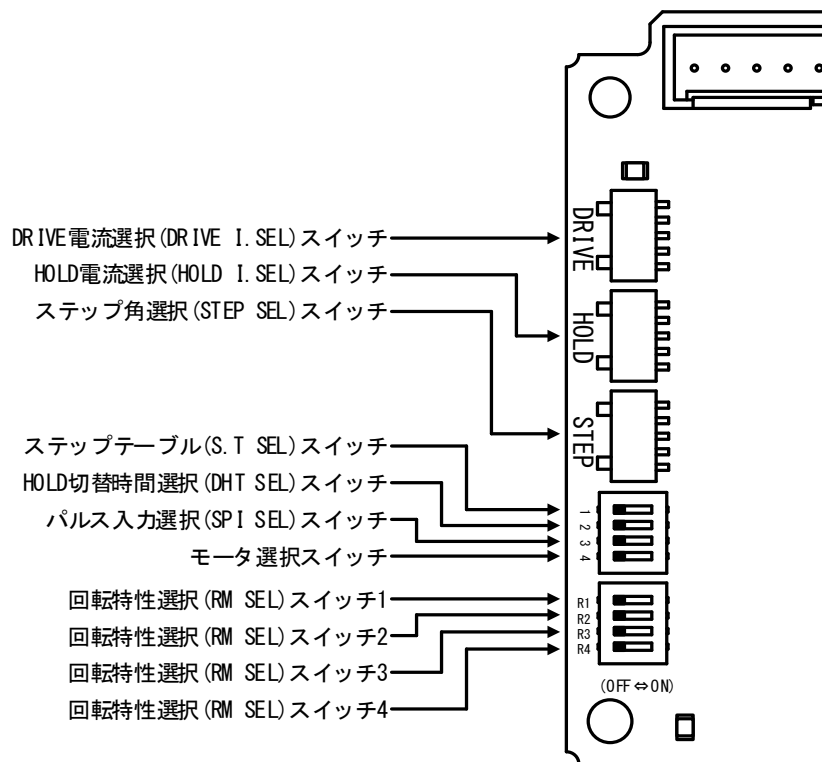 DRIVE電流選択(DRIVE I.SEL)スイッチ
HOLD電流選択(HOLD I.SEL)スイッチ
ステップ角選択(STEP SEL)スイッチ
ステップテーブル(S.T SEL)スイッチ
HOLD切替時間選択(DHT SEL)スイッチ
パルス入力選択(SPI SEL)スイッチ
モータ選択スイッチ
回転特性選択(RM SEL)スイッチ1
回転特性選択(RM SEL)スイッチ2
回転特性選択(RM SEL)スイッチ3
回転特性選択(RM SEL)スイッチ4
DRIVE
HOLD
STEP
1
2
3
4
R1
R2
R3
R4
(OFF⇔ON)